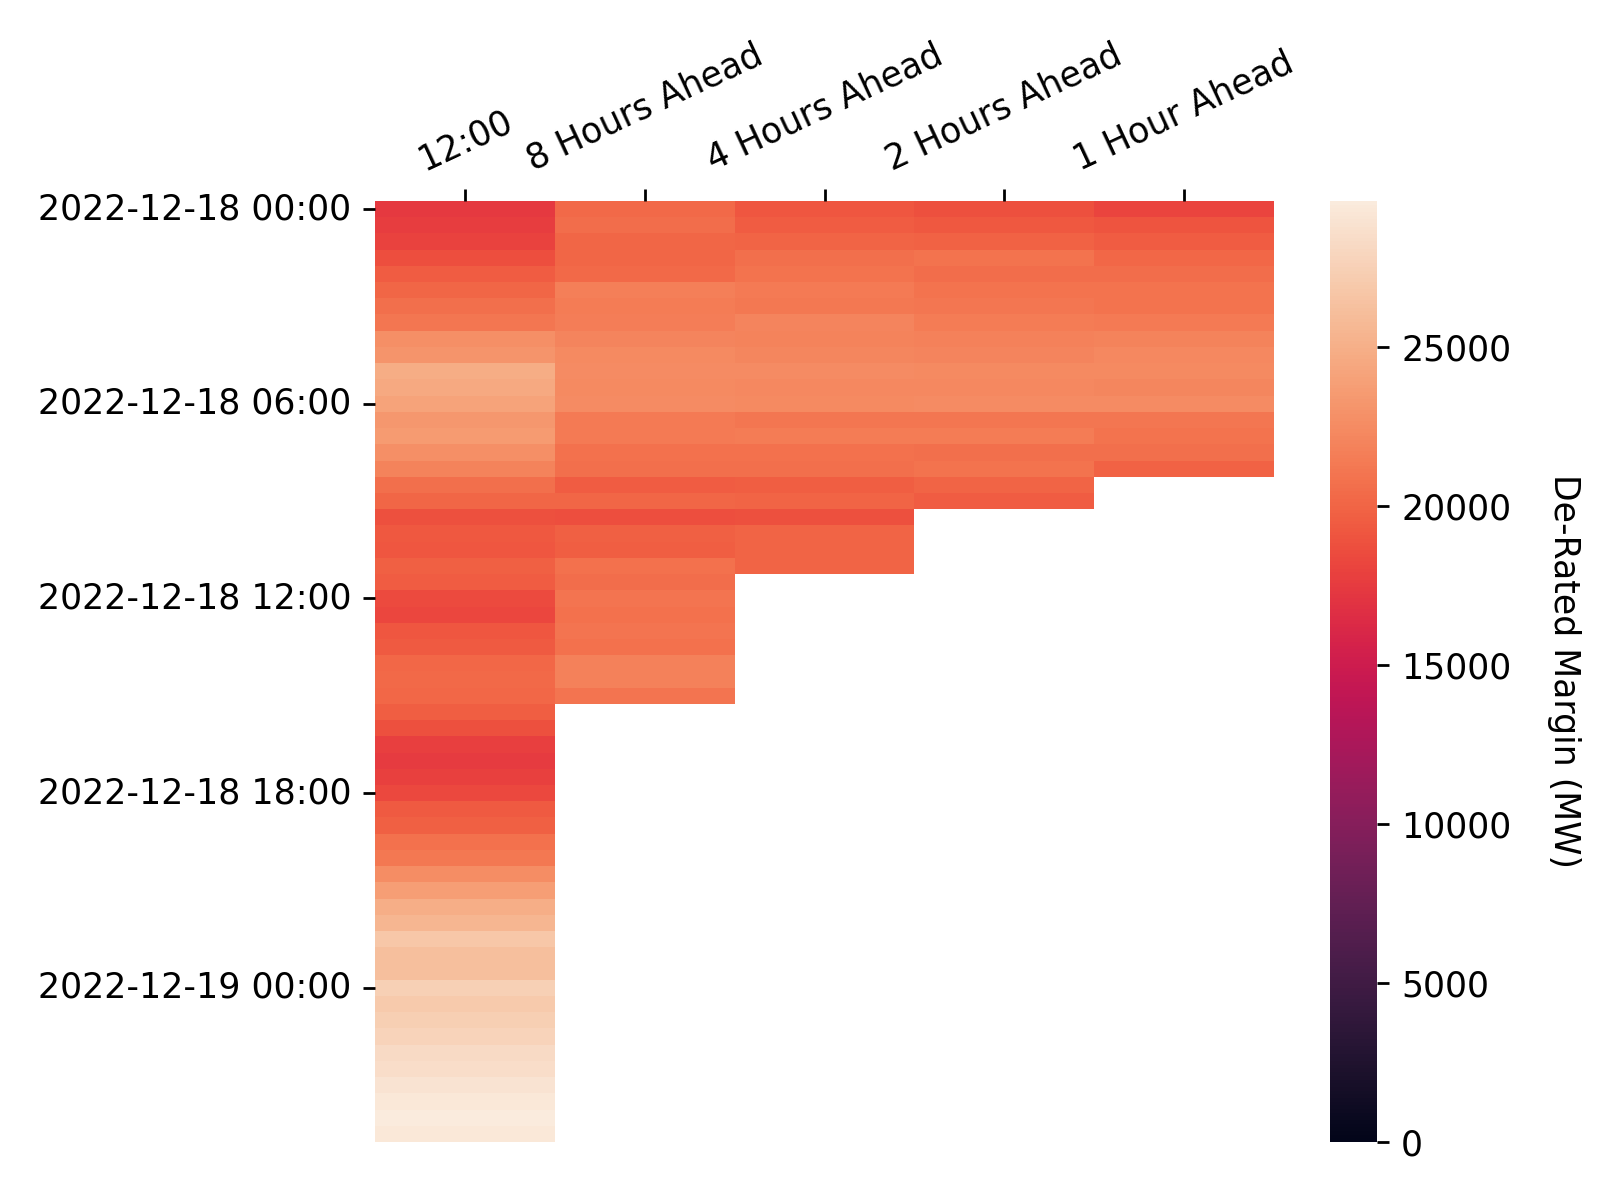 12:00
8 Hours Ahead
4 Hours Ahead
2 Hours Ahead
1 Hour Ahead
2022-12-18 00:00
2022-12-18 06:00
2022-12-18 12:00
2022-12-18 18:00
2022-12-19 00:00
25000
20000
15000
10000
5000
0
De-Rated Margin (MW)